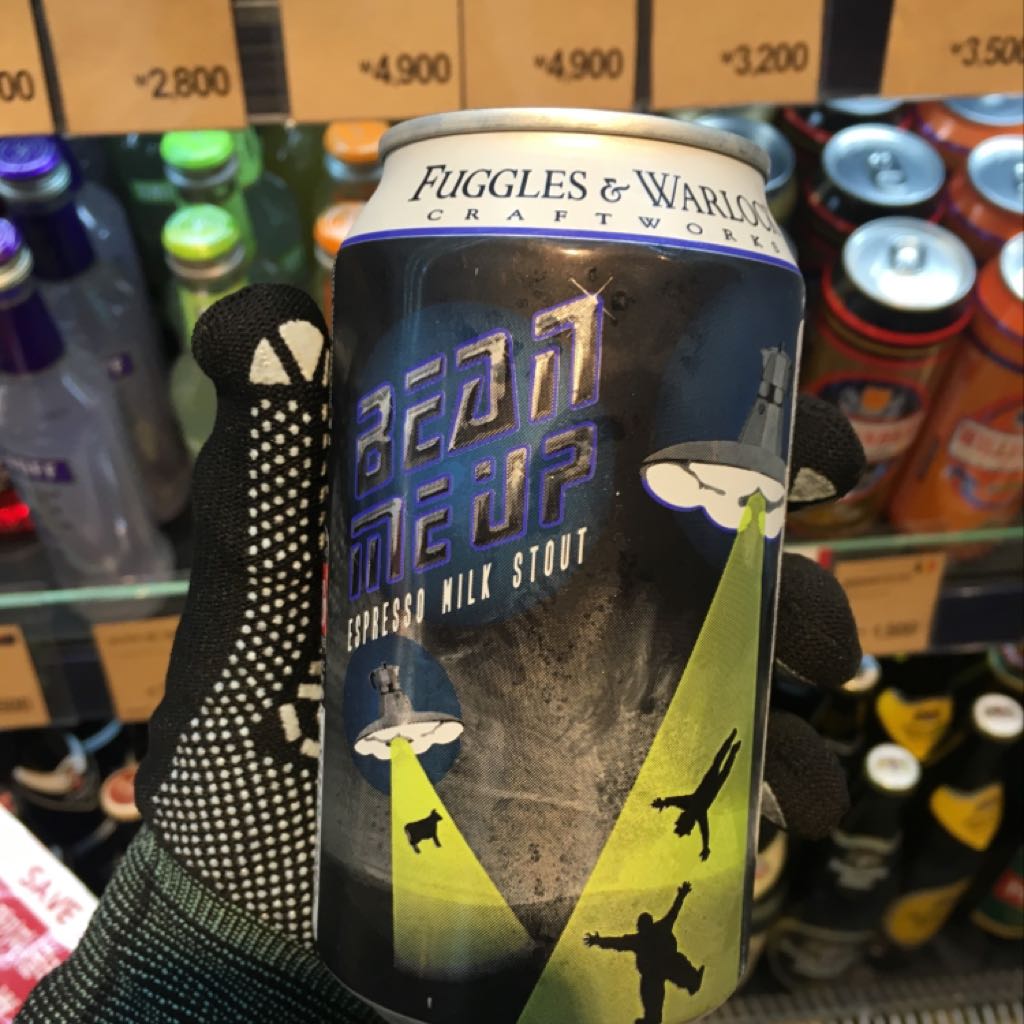 00
₩2,800
₩4,900
₩4,900
₩3,200
₩3,500
FUGGLES & WARLOCK
CRAFTWORKS
BEAM
ME UP
ESPRESSO MILK STOUT
SAVE